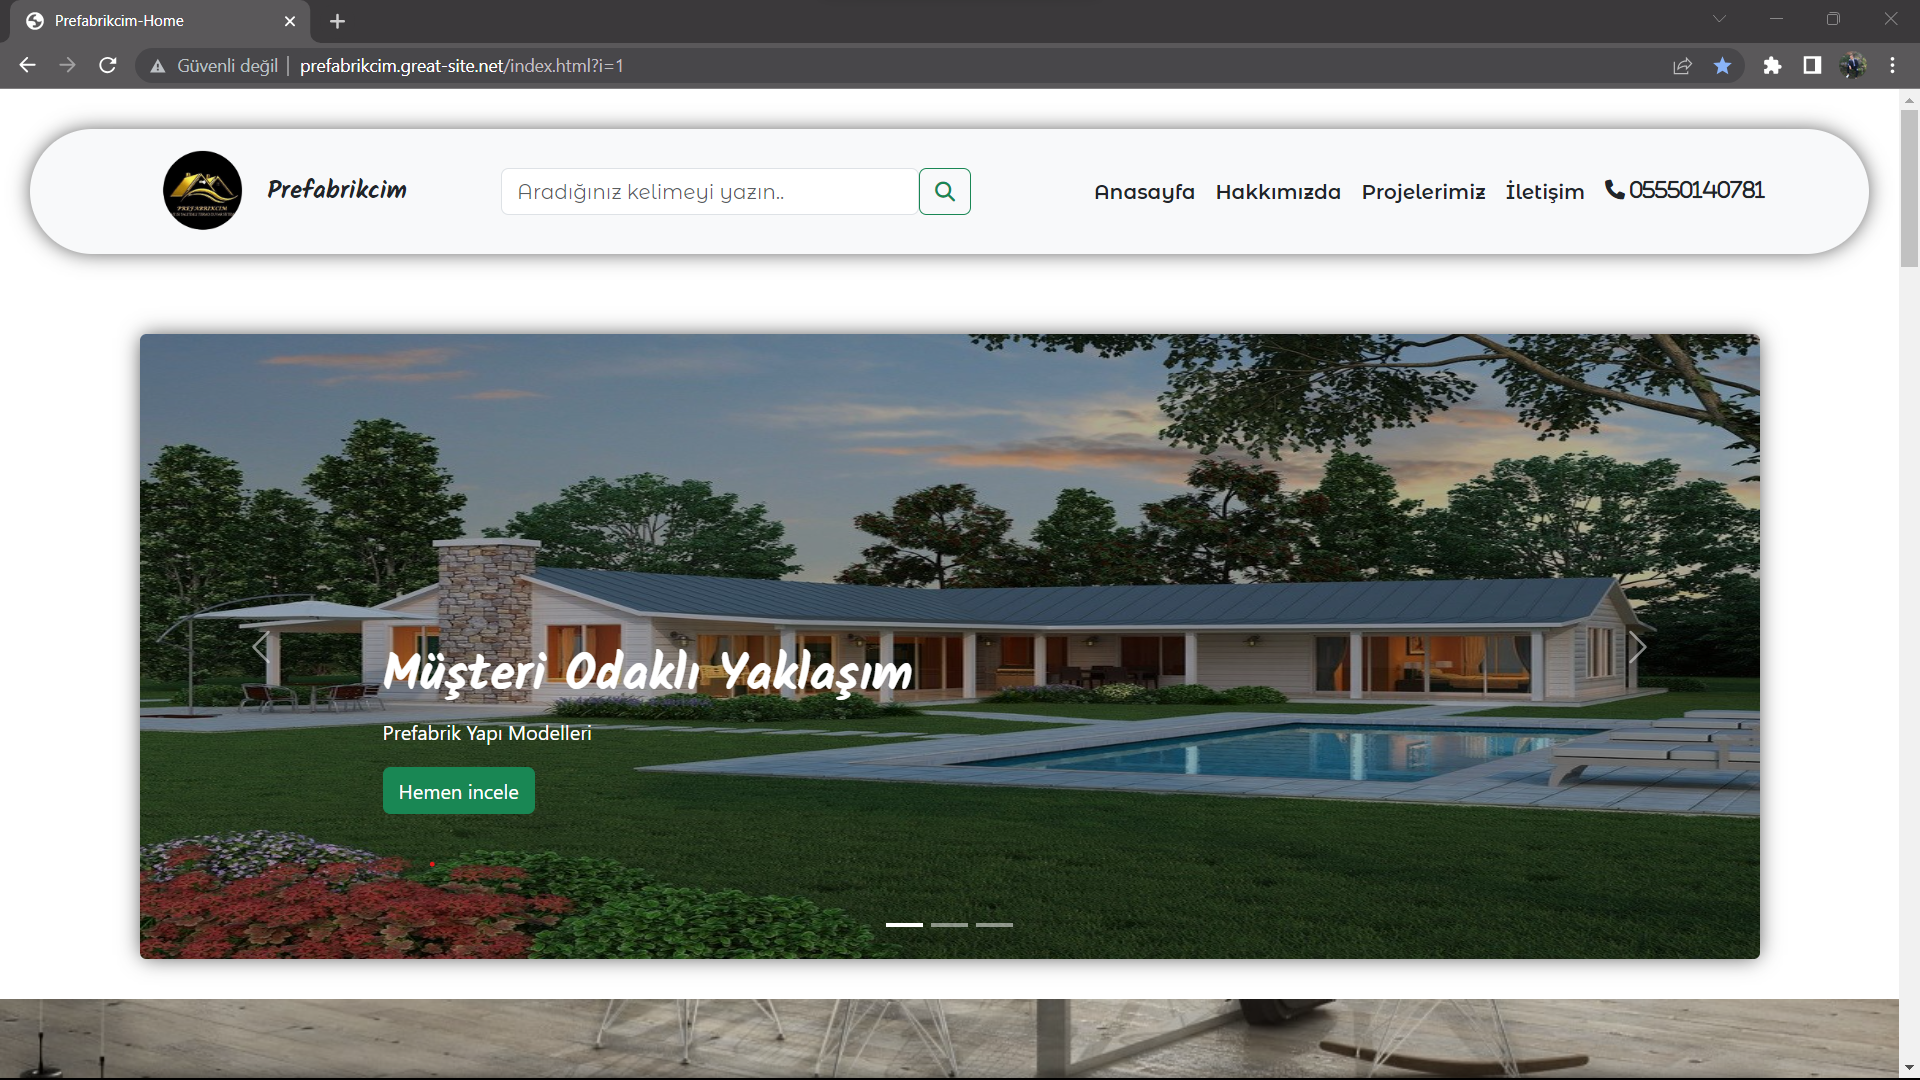 Prefabrikcim-Home
Güvenli değil
prefabrikcim.great-site.net/index.html?i=1
PREFABRIKCIM
Prefabrikcim
Aradığınız kelimeyi yazın..
Anasayfa Hakkımızda Projelerimiz İletişim 05550140781
Müşteri Odaklı Yaklaşım
Prefabrik Yapı Modelleri
Hemen incele